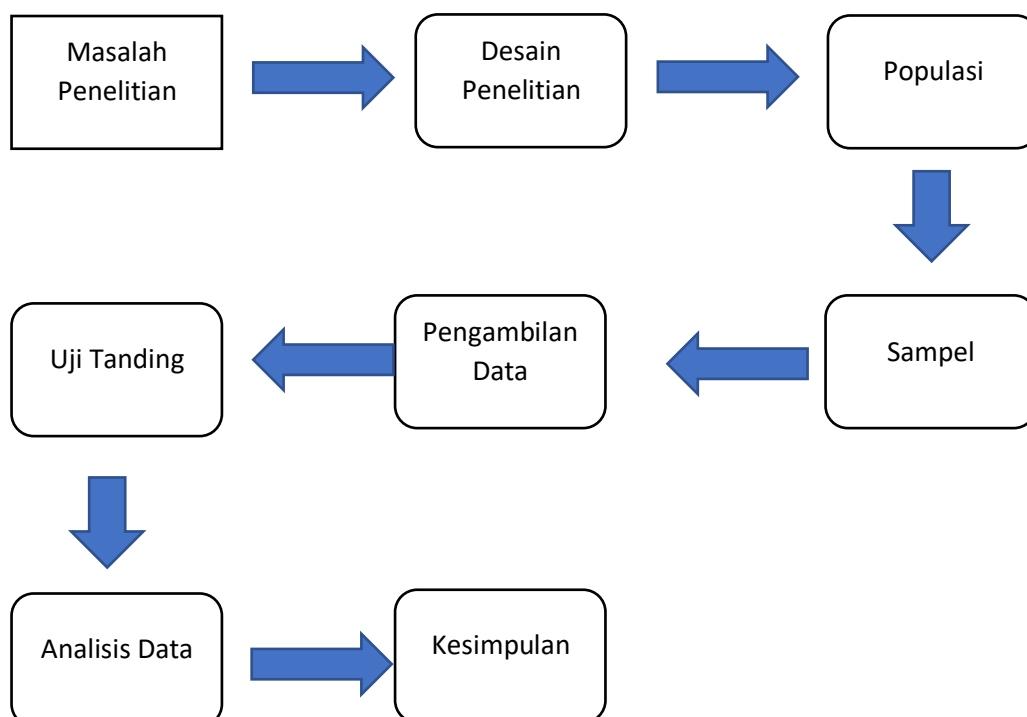 Masalah
Penelitian
Desain
Penelitian
Populasi
Sampel
Pengambilan
Data
Uji Tanding
Analisis Data
Kesimpulan